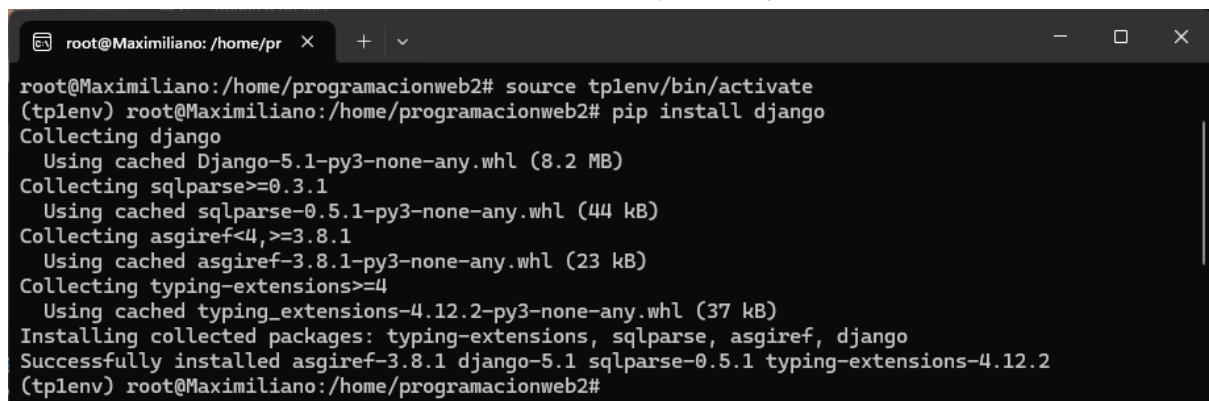 root@Maximiliano: /home/pr
root@Maximiliano:/home/programacionweb2# source tp1env/bin/activate
(tp1env) root@Maximiliano:/home/programacionweb2# pip install django
Collecting django
  Using cached Django-5.1-py3-none-any.whl (8.2 MB)
Collecting sqlparse>=0.3.1
  Using cached sqlparse-0.5.1-py3-none-any.whl (44 kB)
Collecting asgiref<4,>=3.8.1
  Using cached asgiref-3.8.1-py3-none-any.whl (23 kB)
Collecting typing-extensions>=4
  Using cached typing_extensions-4.12.2-py3-none-any.whl (37 kB)
Installing collected packages: typing-extensions, sqlparse, asgiref, django
Successfully installed asgiref-3.8.1 django-5.1 sqlparse-0.5.1 typing-extensions-4.12.2
(tp1env) root@Maximiliano:/home/programacionweb2#